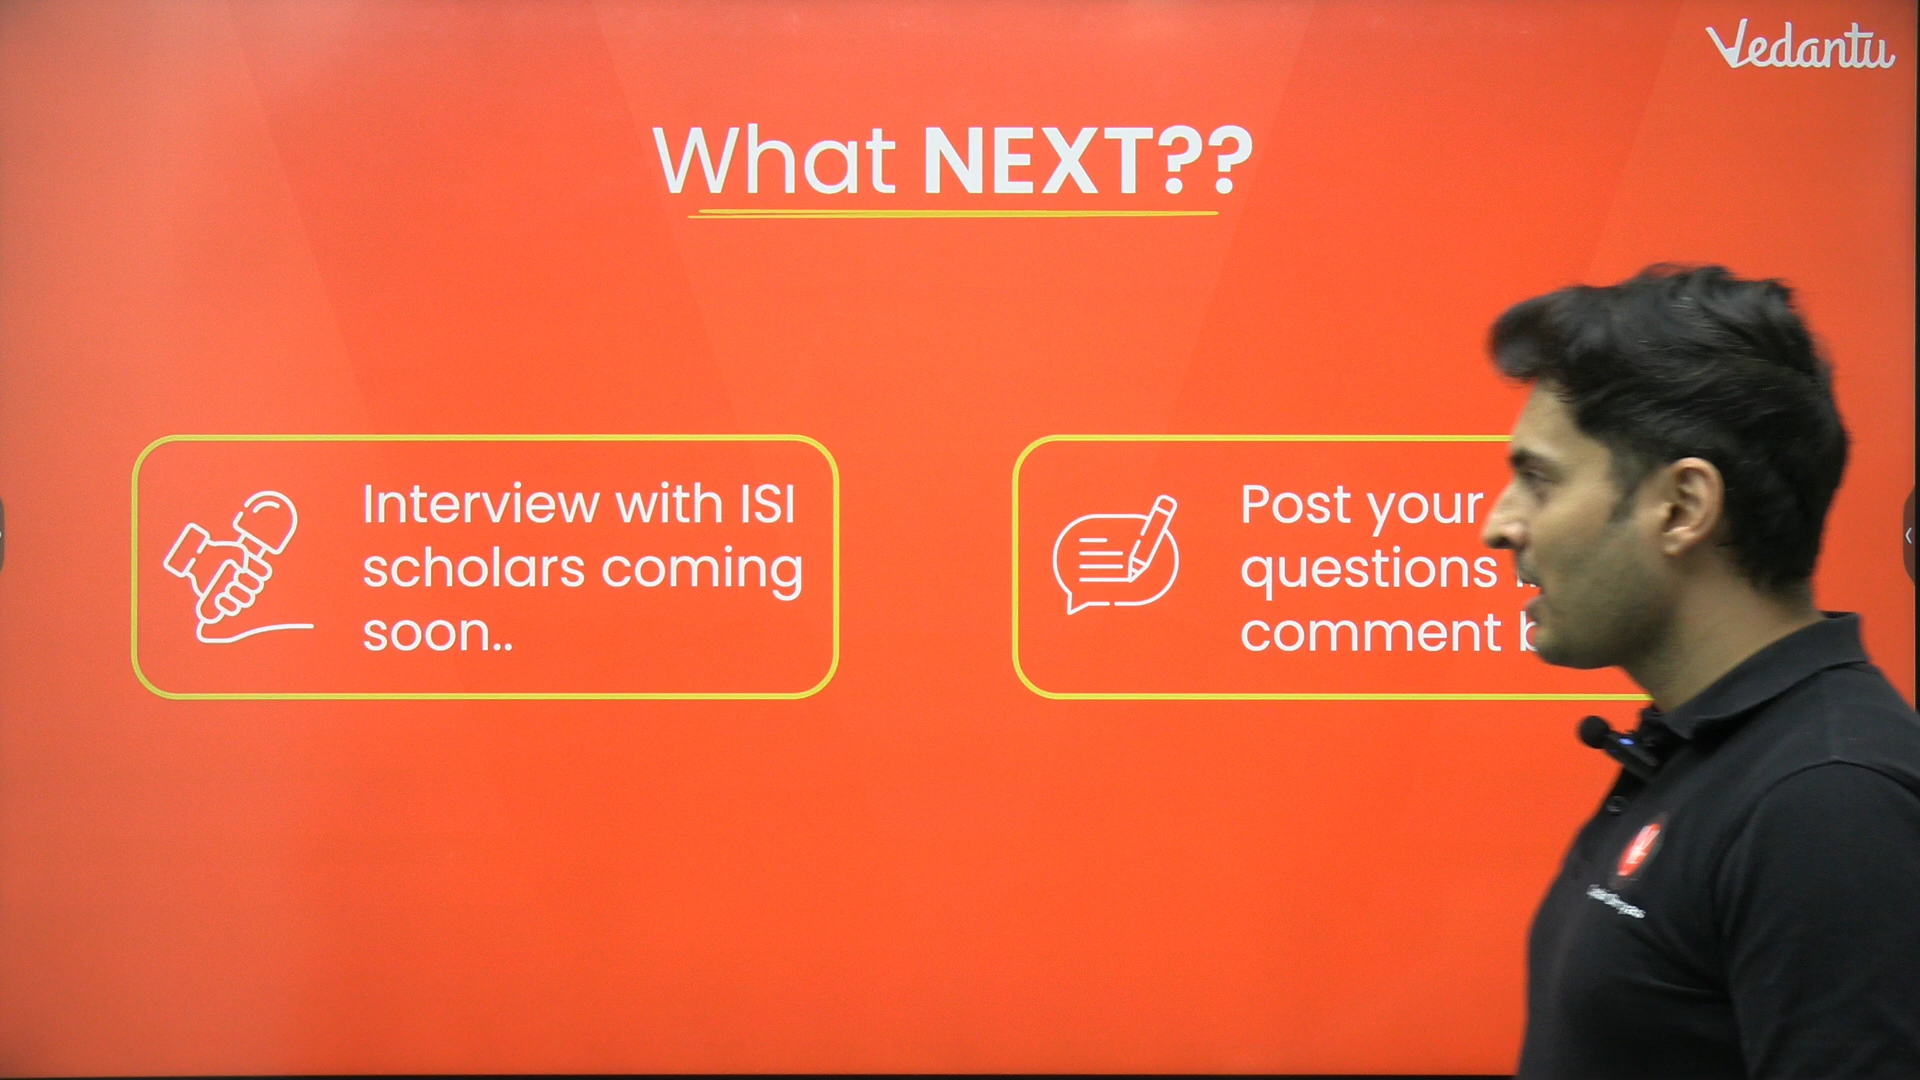 Vedantu
What NEXT??
Interview with ISI
scholars coming
soon..
Post your
questions
comment